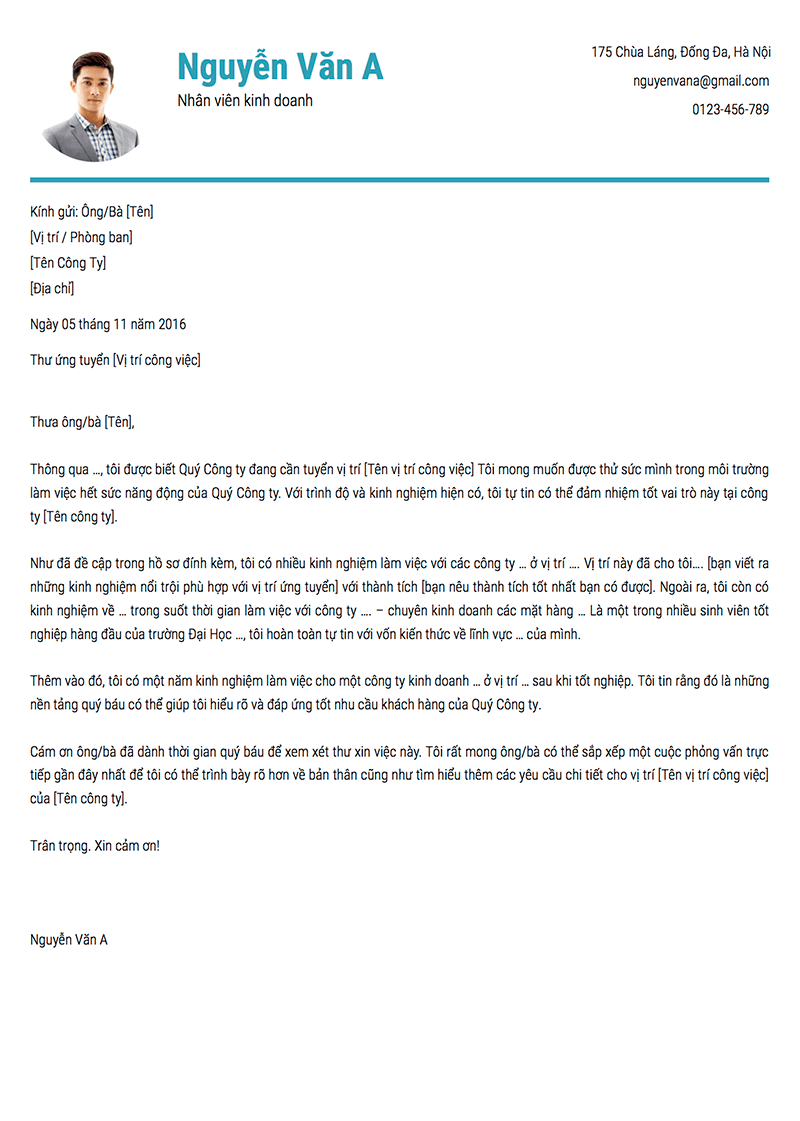 Nguyễn Văn A
Nhân viên kinh doanh
175 Chùa Láng, Đống Đa, Hà Nội
nguyenvana@gmail.com
0123-456-789
Kính gửi: Ông/Bà [Tên]
[Vị trí / Phòng ban]
[Tên Công Ty]
[Địa chỉ]
Ngày 05 tháng 11 năm 2016
Thư ứng tuyển [Vị trí công việc]
Thưa ông/bà [Tên],
Thông qua …, tôi được biết Quý Công ty đang cần tuyển vị trí [Tên vị trí công việc] Tôi mong muốn được thử sức mình trong môi trường
làm việc hết sức năng động của Quý Công ty. Với trình độ và kinh nghiệm hiện có, tôi tự tin có thể đảm nhiệm tốt vai trò này tại công
ty [Tên công ty].
Như đã đề cập trong hồ sơ đính kèm, tôi có nhiều kinh nghiệm làm việc với các công ty … ở vị trí …. Vị trí này đã cho tôi…. [bạn viết ra
những kinh nghiệm nổi trội phù hợp với vị trí ứng tuyển] với thành tích [bạn nêu thành tích tốt nhất bạn có được]. Ngoài ra, tôi còn có
kinh nghiệm về … trong suốt thời gian làm việc với công ty …. – chuyên kinh doanh các mặt hàng … Là một trong nhiều sinh viên tốt
nghiệp hàng đầu của trường Đại Học …, tôi hoàn toàn tự tin với vốn kiến thức về lĩnh vực … của mình.
Thêm vào đó, tôi có một năm kinh nghiệm làm việc cho một công ty kinh doanh … ở vị trí … sau khi tốt nghiệp. Tôi tin rằng đó là những
nền tảng quý báu có thể giúp tôi hiểu rõ và đáp ứng tốt nhu cầu khách hàng của Quý Công ty.
Cám ơn ông/bà đã dành thời gian quý báu để xem xét thư xin việc này. Tôi rất mong ông/bà có thể sắp xếp một cuộc phỏng vấn trực
tiếp gần đây nhất để tôi có thể trình bày rõ hơn về bản thân cũng như tìm hiểu thêm các yêu cầu chi tiết cho vị trí [Tên vị trí công việc]
của [Tên công ty].
Trân trọng. Xin cảm ơn!
Nguyễn Văn A